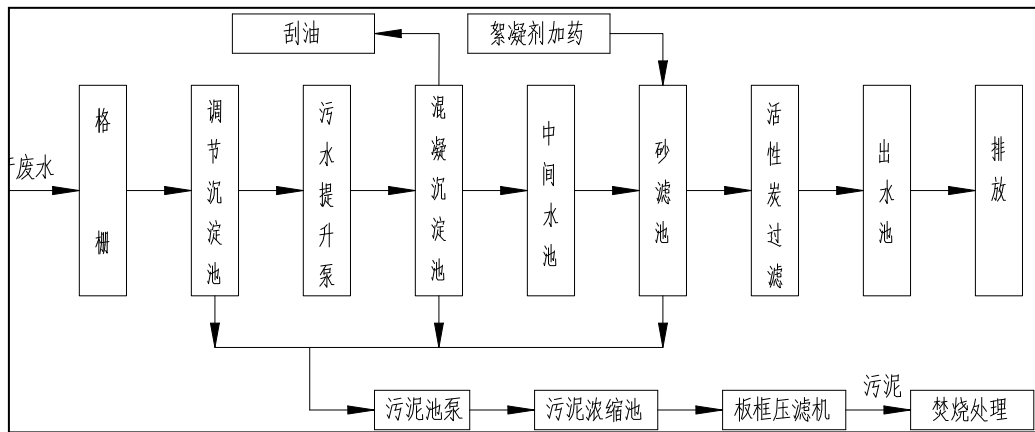 刮油
絮凝剂加药
废水
格栅
调节沉淀池
污水提升泵
混凝沉淀池
中间水池
砂滤池
活性炭过滤
出水池
排放
污泥池泵
污泥浓缩池
板框压滤机
污泥
焚烧处理